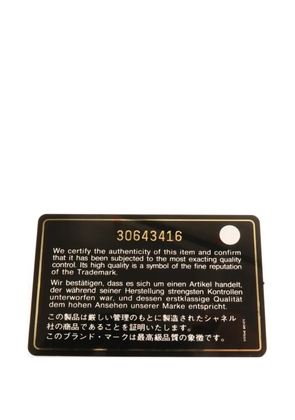 30643416
We certify the authenticity of this item and confirm
that it has been subjected to the most exacting quality
control. Its high quality is a symbol of the fine reputation
of the Trademark.
Wir bestätigen, dass es sich um einen Artikel handelt,
der während seiner Herstellung strengsten Kontrollen
unterworfen war, und dessen erstklassige Qualität
dem hohen Ansehen unserer Marke entspricht.
この製品は厳しい管理のもとに製造されたシャネル
社の商品であることを証明いたします。
このブランド・マークは最高級品質の象徴です。